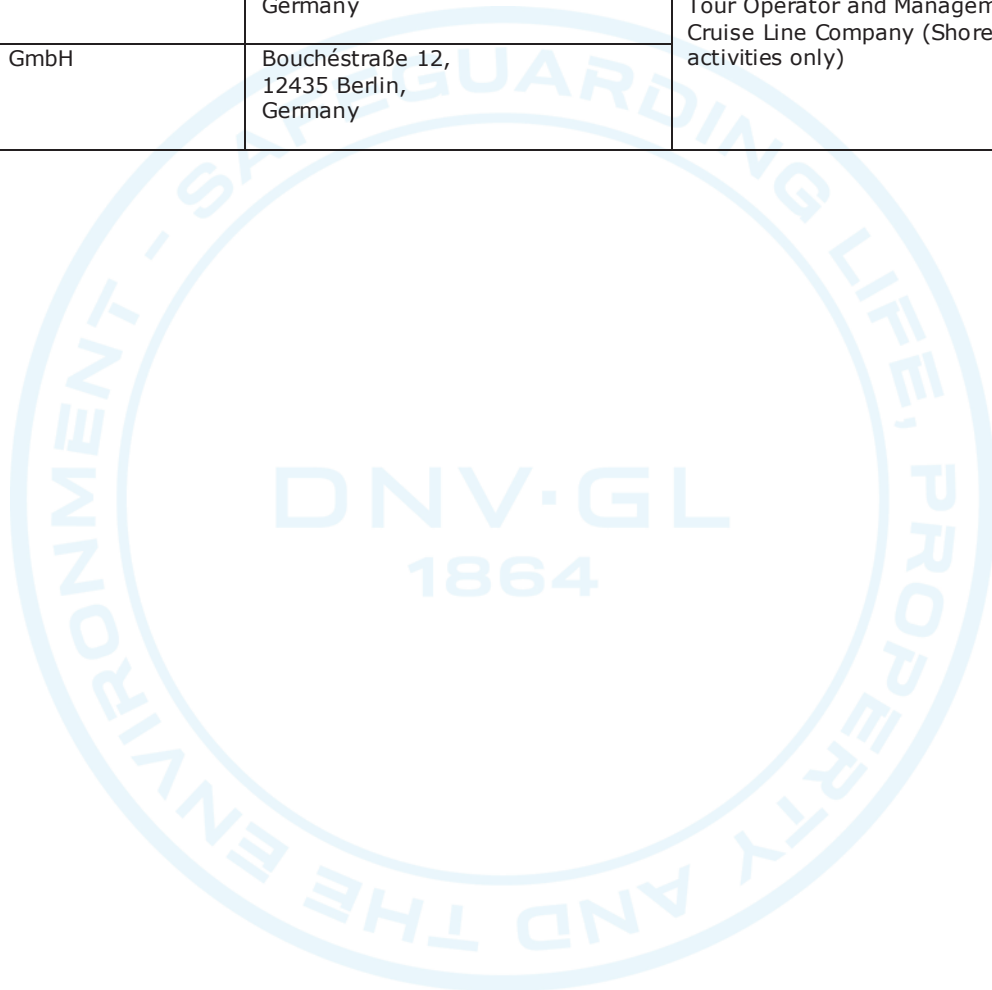 Germany
Tour Operator and Managem
Cruise Line Company (Shore
activities only)
GmbH
Bouchéstraße 12,
12435 Berlin,
Germany
SAFEGUARDING LIFE, PROPERTY AND THE ENVIRONMENT -
DNV·GL
1864